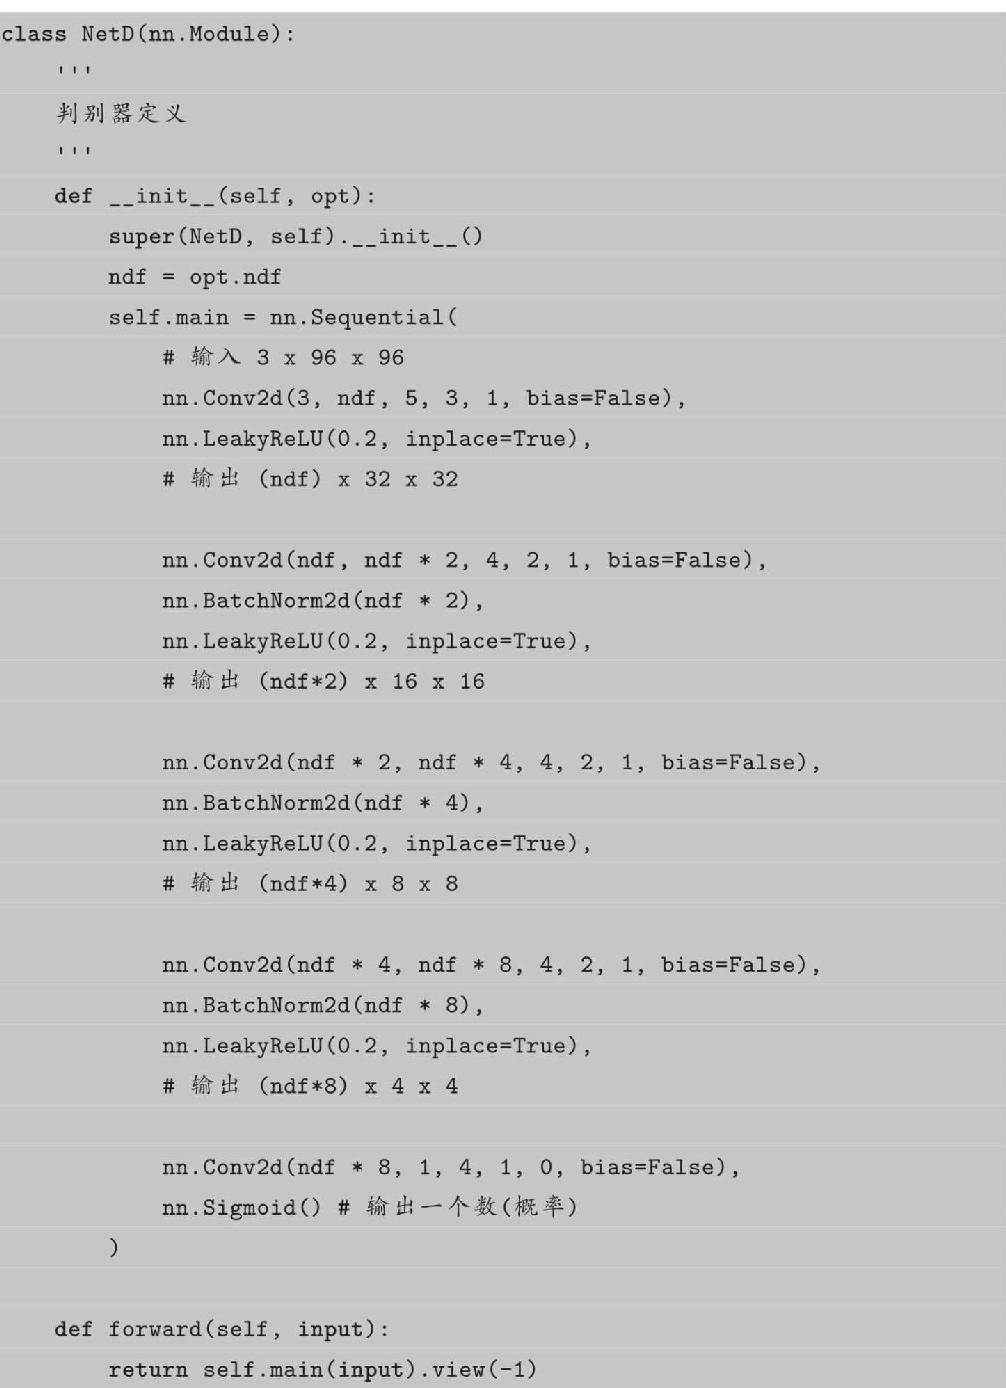 class NetD(nn.Module):
    '''
    判别器定义
    '''
    def __init__(self, opt):
        super(NetD, self).__init__()
        ndf = opt.ndf
        self.main = nn.Sequential(
            # 输入 3 x 96 x 96
            nn.Conv2d(3, ndf, 5, 3, 1, bias=False),
            nn.LeakyReLU(0.2, inplace=True),
            # 输出 (ndf) x 32 x 32

            nn.Conv2d(ndf, ndf * 2, 4, 2, 1, bias=False),
            nn.BatchNorm2d(ndf * 2),
            nn.LeakyReLU(0.2, inplace=True),
            # 输出 (ndf*2) x 16 x 16

            nn.Conv2d(ndf * 2, ndf * 4, 4, 2, 1, bias=False),
            nn.BatchNorm2d(ndf * 4),
            nn.LeakyReLU(0.2, inplace=True),
            # 输出 (ndf*4) x 8 x 8

            nn.Conv2d(ndf * 4, ndf * 8, 4, 2, 1, bias=False),
            nn.BatchNorm2d(ndf * 8),
            nn.LeakyReLU(0.2, inplace=True),
            # 输出 (ndf*8) x 4 x 4

            nn.Conv2d(ndf * 8, 1, 4, 1, 0, bias=False),
            nn.Sigmoid() # 输出一个数(概率)
        )

    def forward(self, input):
        return self.main(input).view(-1)